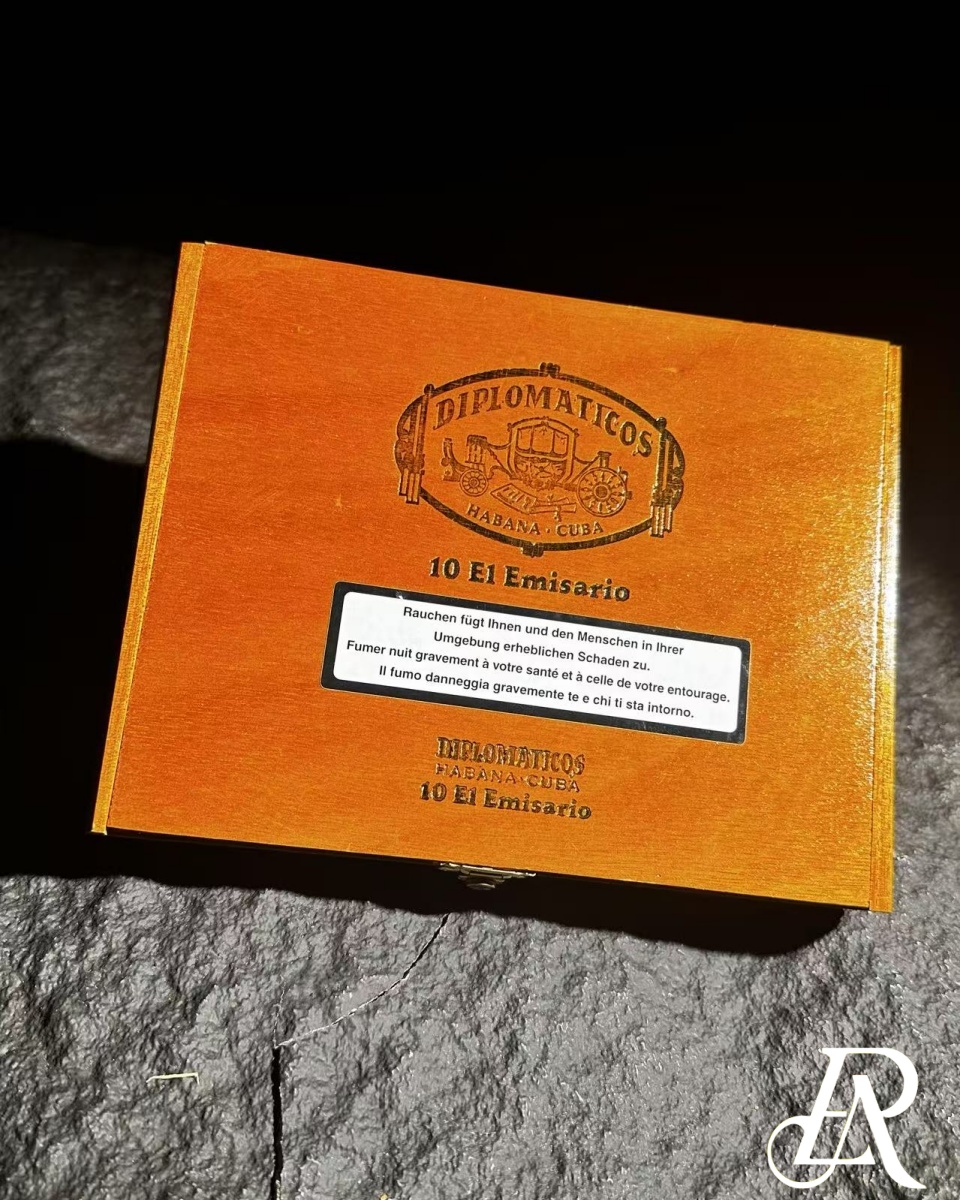 DIPLOMATICOS
HABANA · CUBA
10 El Emisario
Rauchen fügt Ihnen und den Menschen in Ihrer
Umgebung erheblichen Schaden zu.
Fumer nuit gravement à votre santé et à celle de votre entourage.
Il fumo danneggia gravemente te e chi ti sta intorno.
DIPLOMATICOS
HABANA·CUBA
10 El Emisario